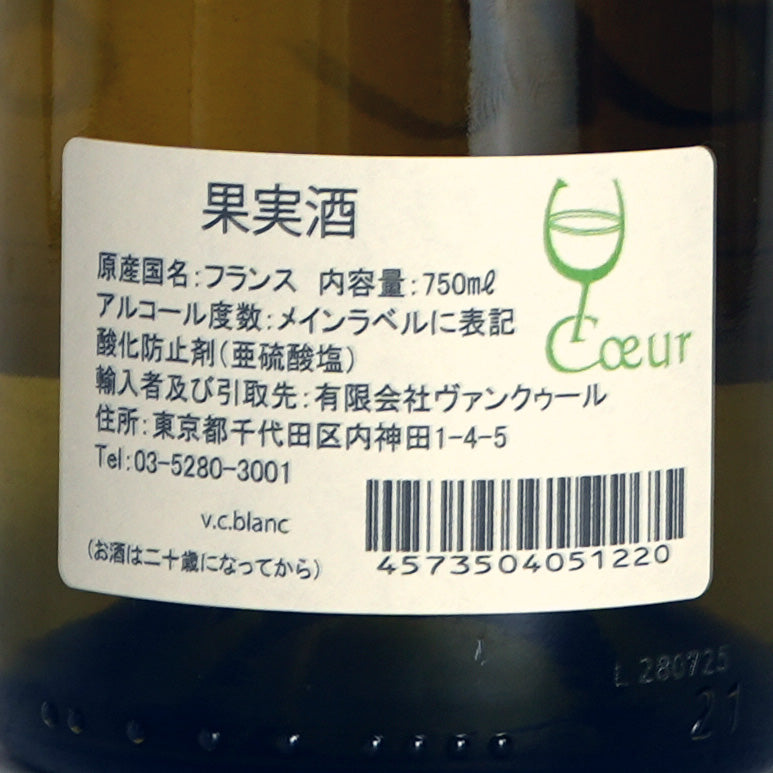 果実酒
Cœur
原産国名:フランス 内容量:750mℓ
アルコール度数:メインラベルに表記
酸化防止剤(亜硫酸塩)
輸入者及び引取先:有限会社ヴァンクゥール
住所:東京都千代田区内神田1-4-5
Tel:03-5280-3001
v.c.blanc
(お酒は二十歳になってから)
4573504051220
L 280725
21